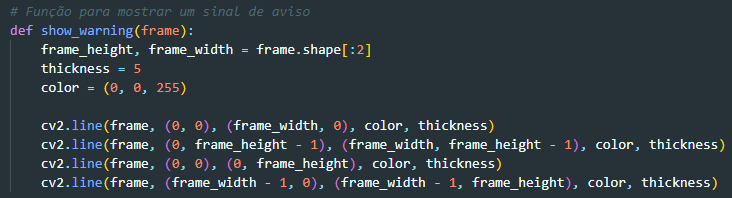 # Função para mostrar um sinal de aviso
def show_warning(frame):
    frame_height, frame_width = frame.shape[:2]
    thickness = 5
    color = (0, 0, 255)

    cv2.line(frame, (0, 0), (frame_width, 0), color, thickness)
    cv2.line(frame, (0, frame_height - 1), (frame_width, frame_height - 1), color, thickness)
    cv2.line(frame, (0, 0), (0, frame_height), color, thickness)
    cv2.line(frame, (frame_width - 1, 0), (frame_width - 1, frame_height), color, thickness)